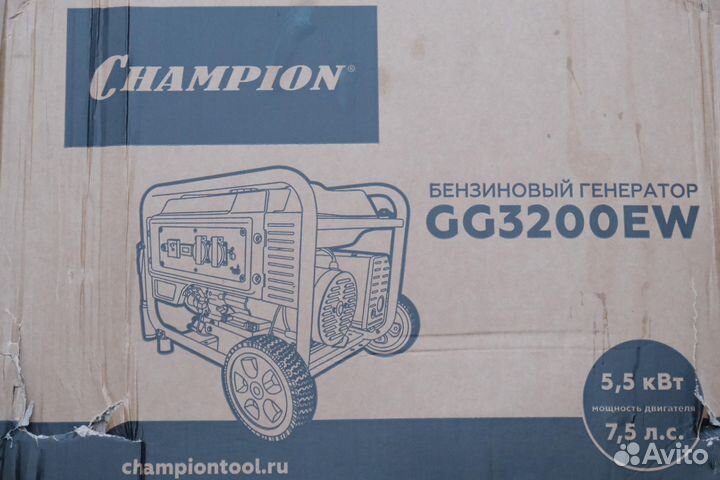 CHAMPION®
БЕНЗИНОВЫЙ ГЕНЕРАТОР
GG3200EW
5,5 кВт
мощность двигателя
7,5 л.с.
championtool.ru
Avito